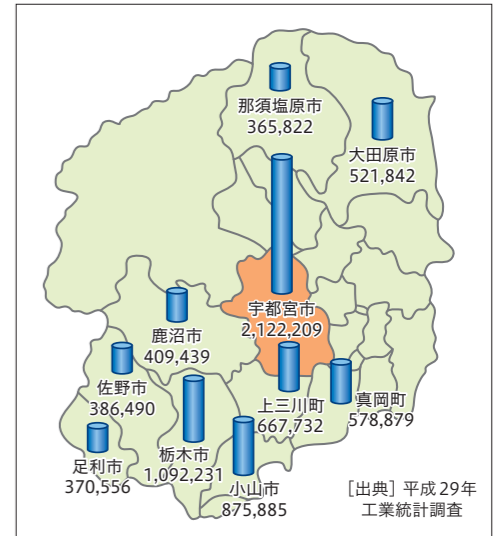 那須塩原市
365,822
大田原市
521,842
宇都宮市
2,122,209
鹿沼市
409,439
佐野市
386,490
上三川町
667,732
真岡町
578,879
足利市
370,556
栃木市
1,092,231
小山市
875,885
［出典］平成29年
工業統計調査